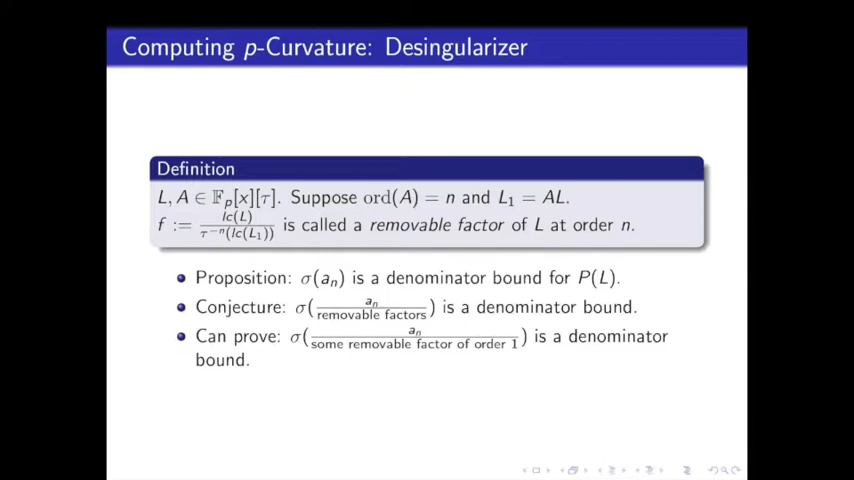 Computing p-Curvature: Desingularizer
Definition
L, A ∈ 𝔽ₚ[x][τ]. Suppose ord(A) = n and L₁ = AL.
f := lc(L) / τ⁻ⁿ(lc(L₁)) is called a removable factor of L at order n.
Proposition: σ(aₙ) is a denominator bound for P(L).
Conjecture: σ(aₙ / removable factors) is a denominator bound.
Can prove: σ(aₙ / some removable factor of order 1) is a denominator
bound.